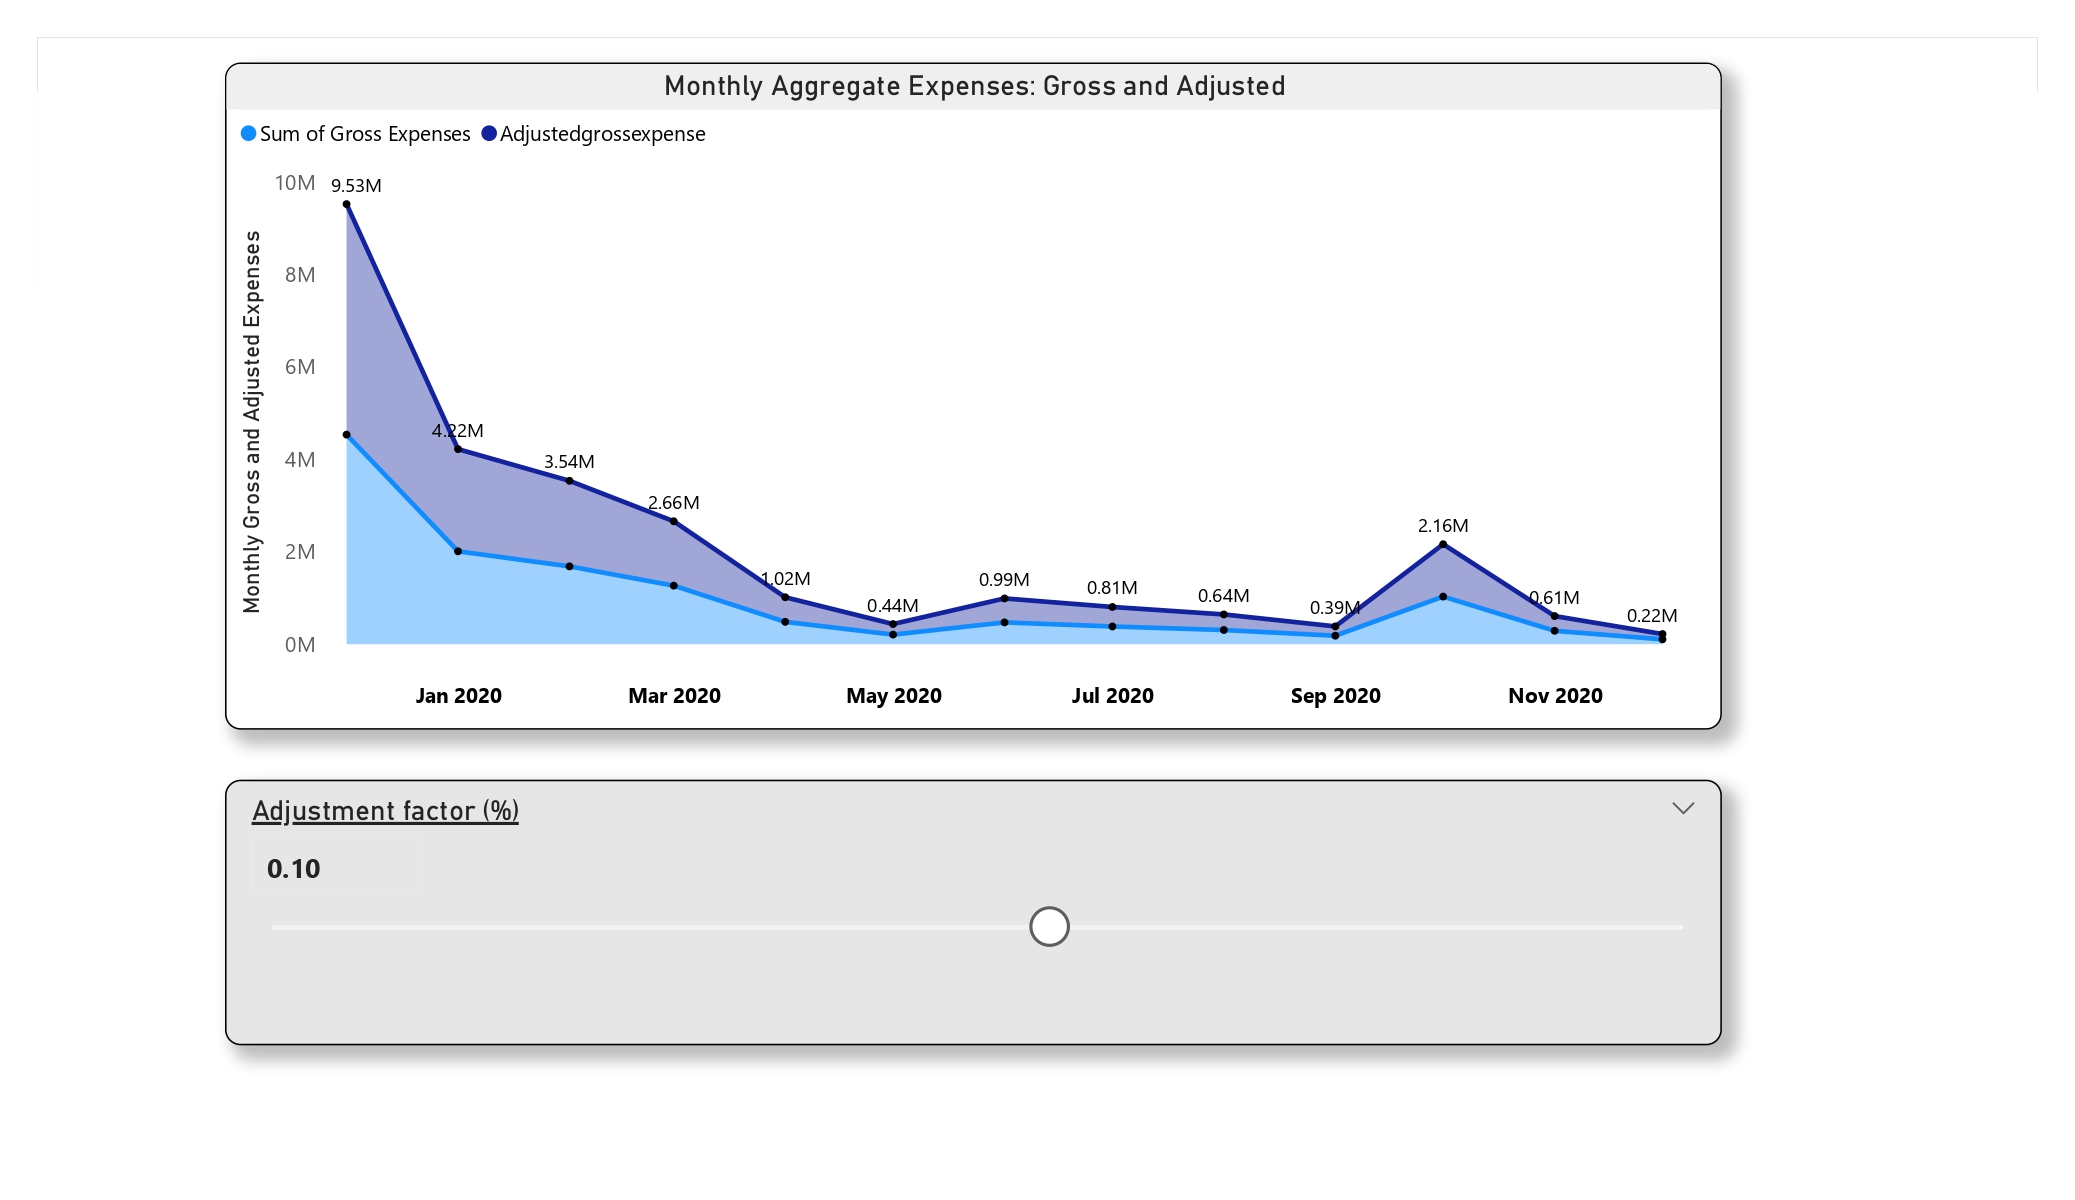 Monthly Aggregate Expenses: Gross and Adjusted
Sum of Gross Expenses Adjustedgrossexpense
Monthly Gross and Adjusted Expenses
10M
8M
6M
4M
2M
0M
9.53M
4.22M
3.54M
2.66M
1.02M
0.44M
0.99M
0.81M
0.64M
0.39M
2.16M
0.61M
0.22M
Jan 2020 Mar 2020 May 2020 Jul 2020 Sep 2020 Nov 2020
Adjustment factor (%)
0.10